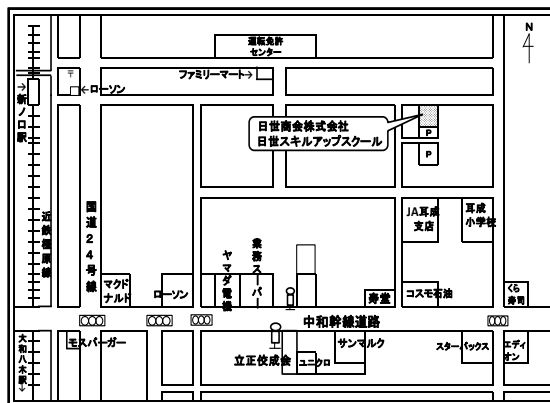 運転免許
センター
N
〒
ファミリーマート→
←ローソン
→新ノ口駅
日世商会株式会社
日世スキルアップスクール
P
P
近鉄橿原線
国道24号線
JA耳成
支店
耳成
小学校
マクド
ナルド
ローソン
ヤマダ電機
業務スーパー
寿堂
コスモ石油
くら
寿司
中和幹線道路
大和八木駅→
モスバーガー
立正佼成会
ユニクロ
サンマルク
スターバックス
エディ
オン